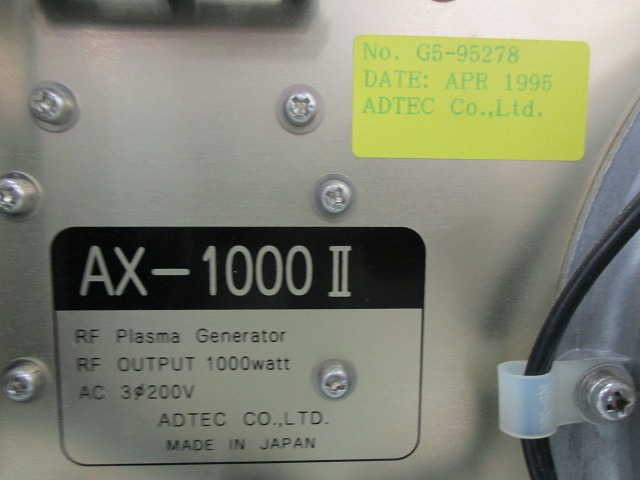 No. G5-95278
DATE: APR 1995
ADTEC Co.,Ltd.
AX-1000 II
RF Plasma Generator
RF OUTPUT 1000watt
AC 3φ200V
ADTEC CO.,LTD.
MADE IN JAPAN